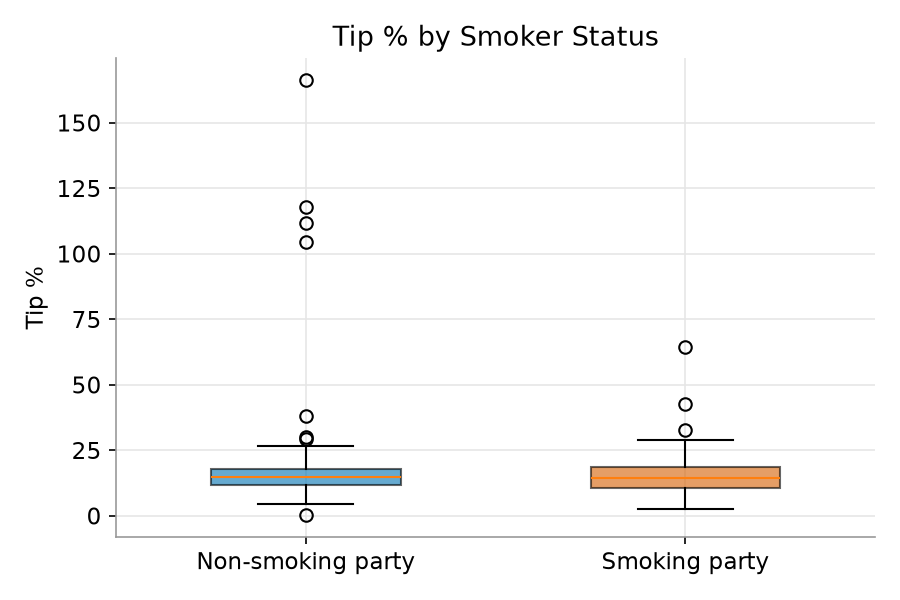 Tip % by Smoker Status
Tip %
150
125
100
75
50
25
0
Non-smoking party
Smoking party